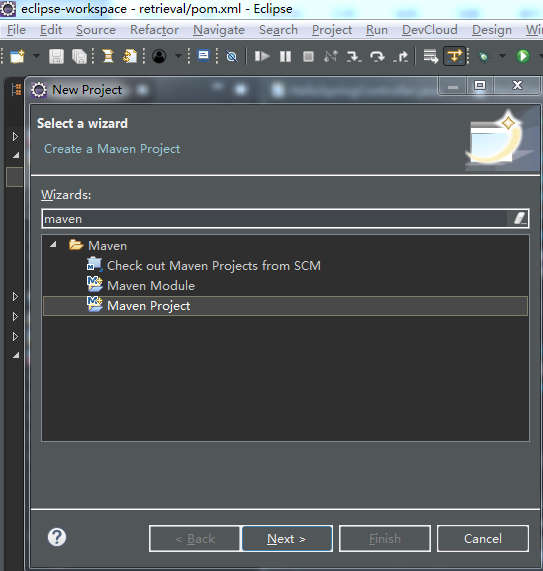 eclipse-workspace - retrieval/pom.xml - Eclipse
File Edit Source Refactor Navigate Search Project Run DevCloud Design Win
New Project
Select a wizard
Create a Maven Project
Wizards:
maven
Maven
Check out Maven Projects from SCM
Maven Module
Maven Project
< Back
Next >
Finish
Cancel